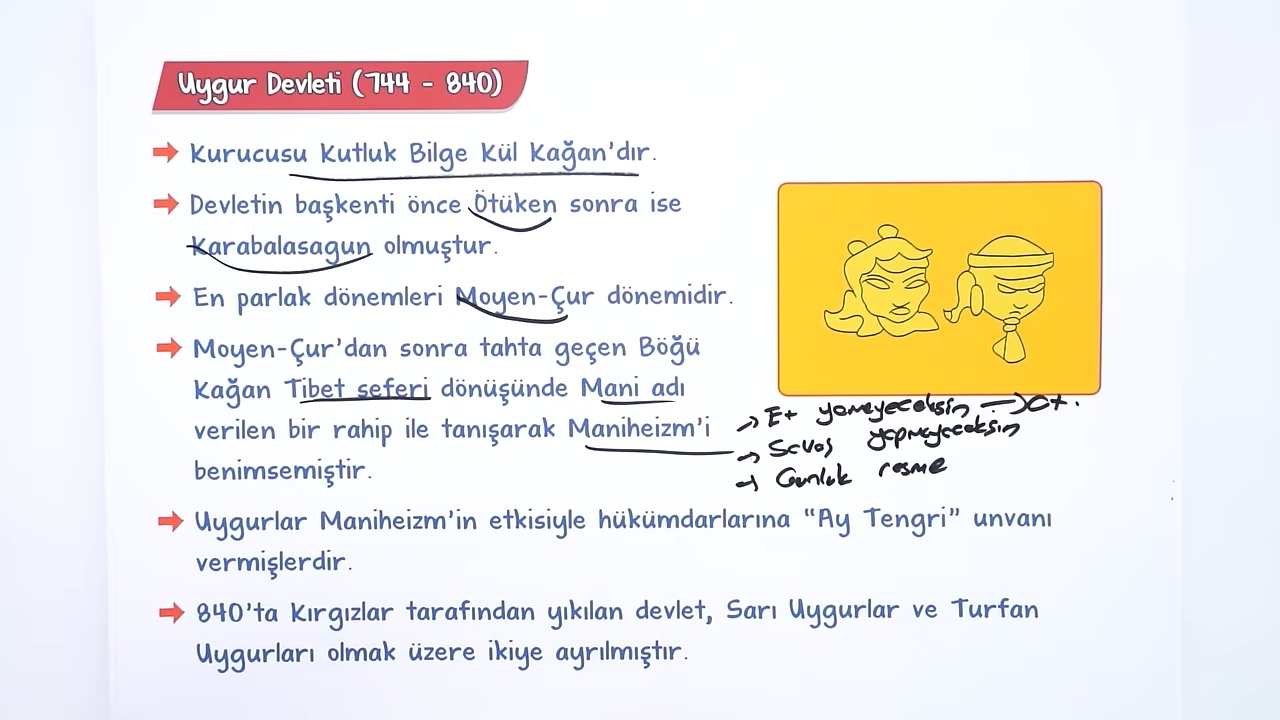 Uygur Devleti (744 - 840)
Kurucusu Kutluk Bilge Kül Kağan'dır.
Devletin başkenti önce Ötüken sonra ise
Karabalasagun olmuştur.
En parlak dönemleri Moyen-Çur dönemidir.
Moyen-Çur'dan sonra tahta geçen Böğü
Kağan Tibet seferi dönüşünde Mani adı
verilen bir rahip ile tanışarak Maniheizm'i
benimsemiştir.
Et yemeyeceksin → Ot.
Savaş yapmayeceksin
Günlük
Uygurlar Maniheizm'in etkisiyle hükümdarlarına “Ay Tengri” unvanı
vermişlerdir.
840'ta Kırgızlar tarafından yıkılan devlet, Sarı Uygurlar ve Turfan
Uygurları olmak üzere ikiye ayrılmıştır.